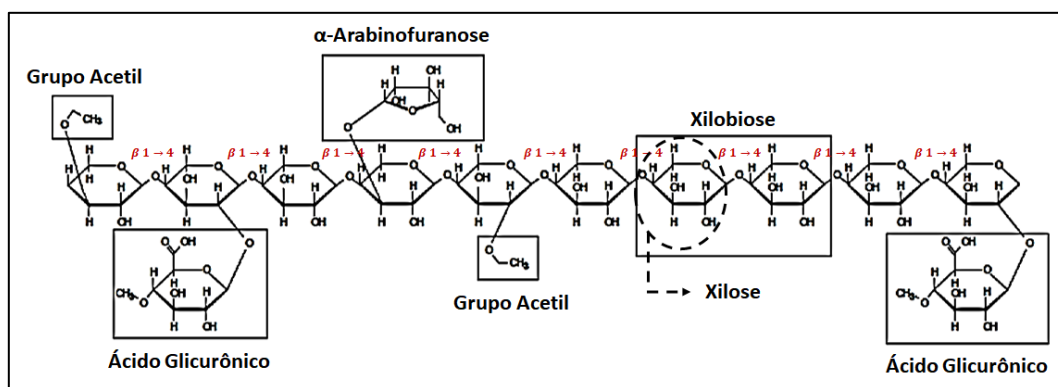 α-Arabinofuranose
Grupo Acetil
Xilobiose
β 1→4 β 1→4 β 1→4 β 1→4 β 1→4 β 1→4 β 1→4 β 1→4 β 1→4
Grupo Acetil
Xilose
Ácido Glicurônico
Ácido Glicurônico